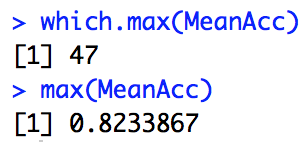 > which.max(MeanAcc)
[1] 47
> max(MeanAcc)
[1] 0.8233867